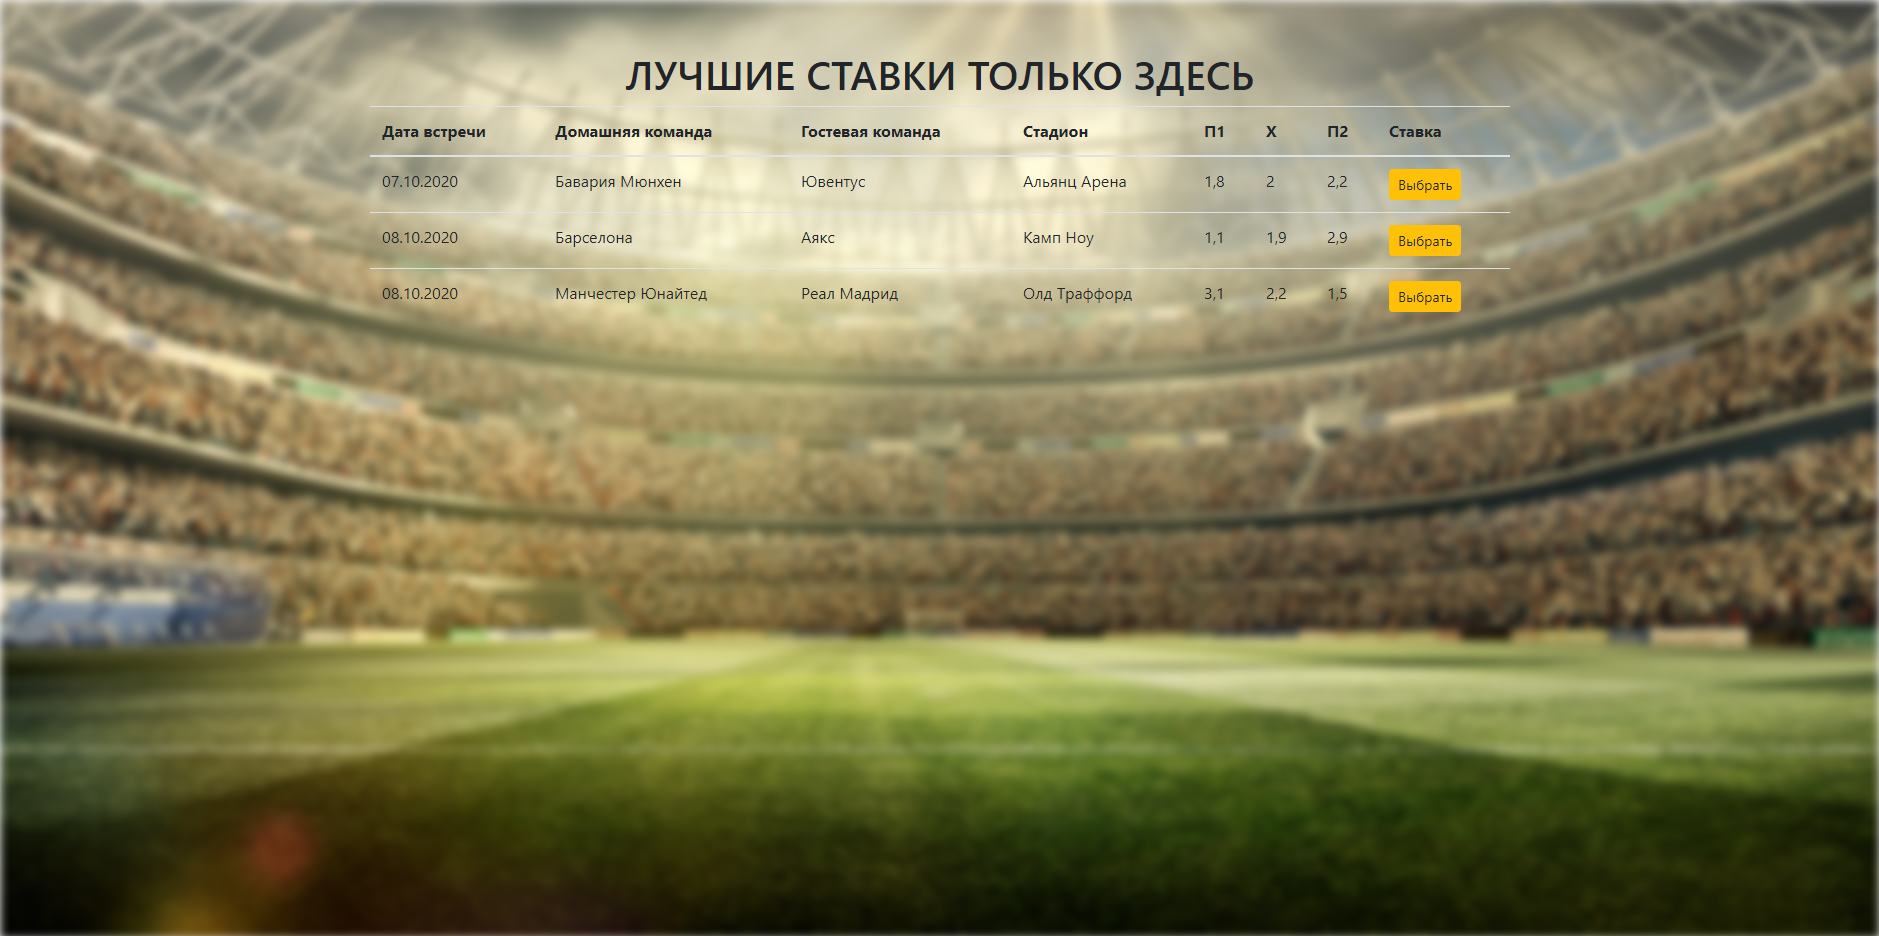 ЛУЧШИЕ СТАВКИ ТОЛЬКО ЗДЕСЬ
Дата встречи Домашняя команда Гостевая команда Стадион П1 X П2 Ставка
07.10.2020 Бавария Мюнхен Ювентус Альянц Арена 1,8 2 2,2 Выбрать
08.10.2020 Барселона Аякс Камп Ноу 1,1 1,9 2,9 Выбрать
08.10.2020 Манчестер Юнайтед Реал Мадрид Олд Траффорд 3,1 2,2 1,5 Выбрать